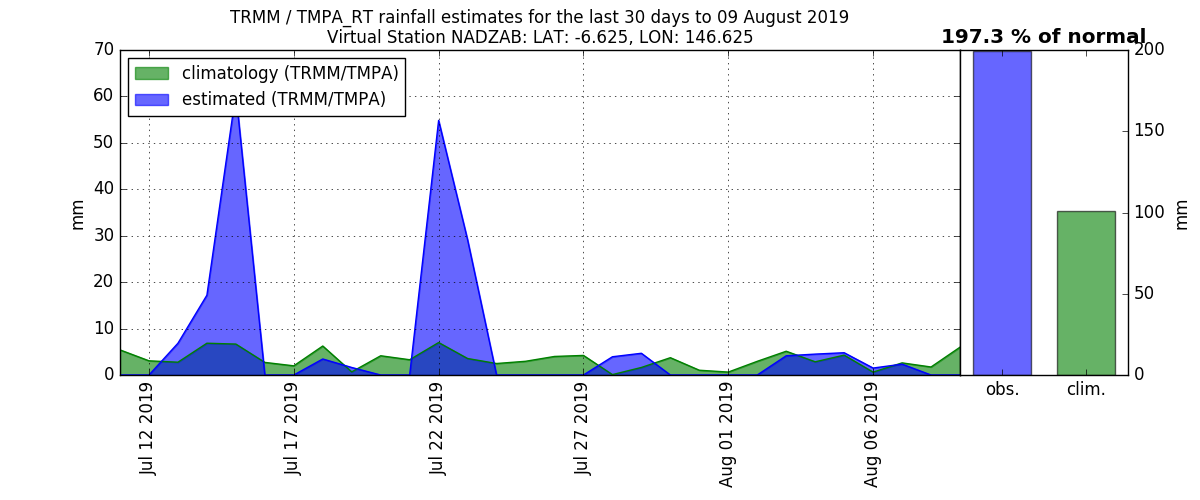 TRMM / TMPA_RT rainfall estimates for the last 30 days to 09 August 2019
Virtual Station NADZAB: LAT: -6.625, LON: 146.625
197.3 % of normal
climatology (TRMM/TMPA)
estimated (TRMM/TMPA)
70
60
50
40
30
20
10
0
mm
Jul 12 2019
Jul 17 2019
Jul 22 2019
Jul 27 2019
Aug 01 2019
Aug 06 2019
200
150
100
50
0
mm
obs.
clim.